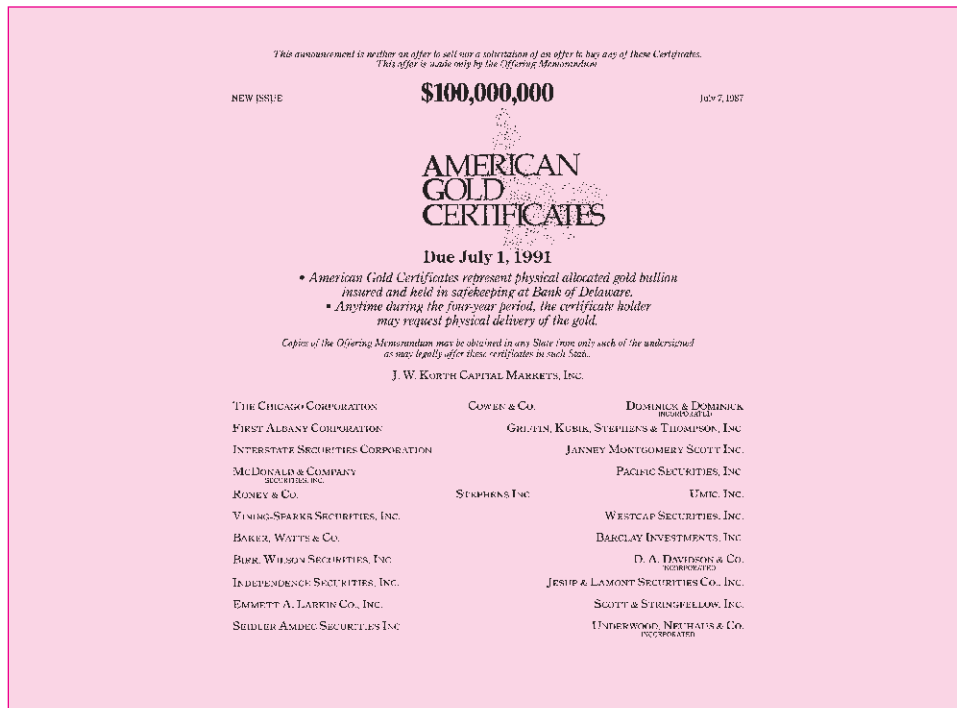 This announcement is neither an offer to sell nor a solicitation of an offer to buy any of these Certificates.
This offer is made only by the Offering Memorandum
NEW ISSUE $100,000,000 July 7, 1987
AMERICAN
GOLD
CERTIFICATES
Due July 1, 1991
• American Gold Certificates represent physical allocated gold bullion
insured and held in safekeeping at Bank of Delaware.
• Anytime during the four-year period, the certificate holder
may request physical delivery of the gold.
Copies of the Offering Memorandum may be obtained in any State from only such of the undersigned
as may legally offer these certificates in such State.
J. W. KORTH CAPITAL MARKETS, INC.
THE CHICAGO CORPORATION COWEN & CO. DOMINICK & DOMINICK
INCORPORATED
FIRST ALBANY CORPORATION GRIFFIN, KUBIK, STEPHENS & THOMPSON, INC
INTERSTATE SECURITIES CORPORATION JANNEY MONTGOMERY SCOTT INC.
MCDONALD & COMPANY PACIFIC SECURITIES, INC
SECURITIES, INC.
RONEY & CO. STEPHENS INC UMIC, INC.
VINING-SPARKS SECURITIES, INC. WESTCAP SECURITIES, INC.
BAKER, WATTS & CO. BARCLAY INVESTMENTS, INC
BIRR, WILSON SECURITIES, INC D. A. DAVIDSON & CO.
INCORPORATED
INDEPENDENCE SECURITIES, INC. JESUP & LAMONT SECURITIES CO., INC.
EMMETT A. LARKIN CO., INC. SCOTT & STRINGFELLOW, INC.
SEIDLER AMDEC SECURITIES INC UNDERWOOD, NEUHAUS & CO.
INCORPORATED